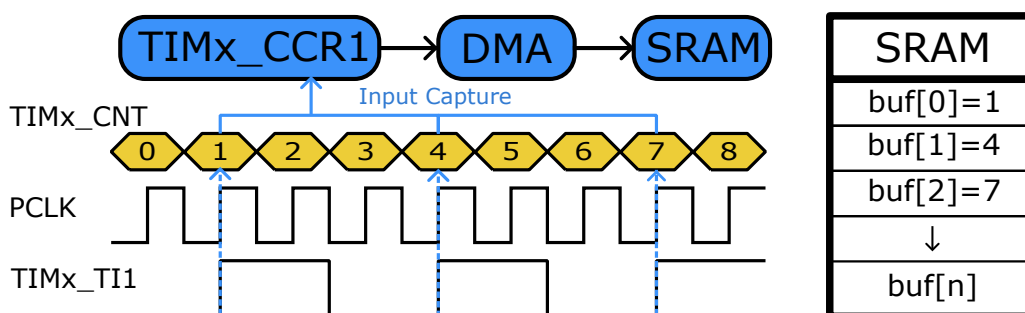 TIMx_CCR1 DMA SRAM
Input Capture
TIMx_CNT
0 1 2 3 4 5 6 7 8
PCLK
TIMx_TI1
SRAM
buf[0]=1
buf[1]=4
buf[2]=7
↓
buf[n]